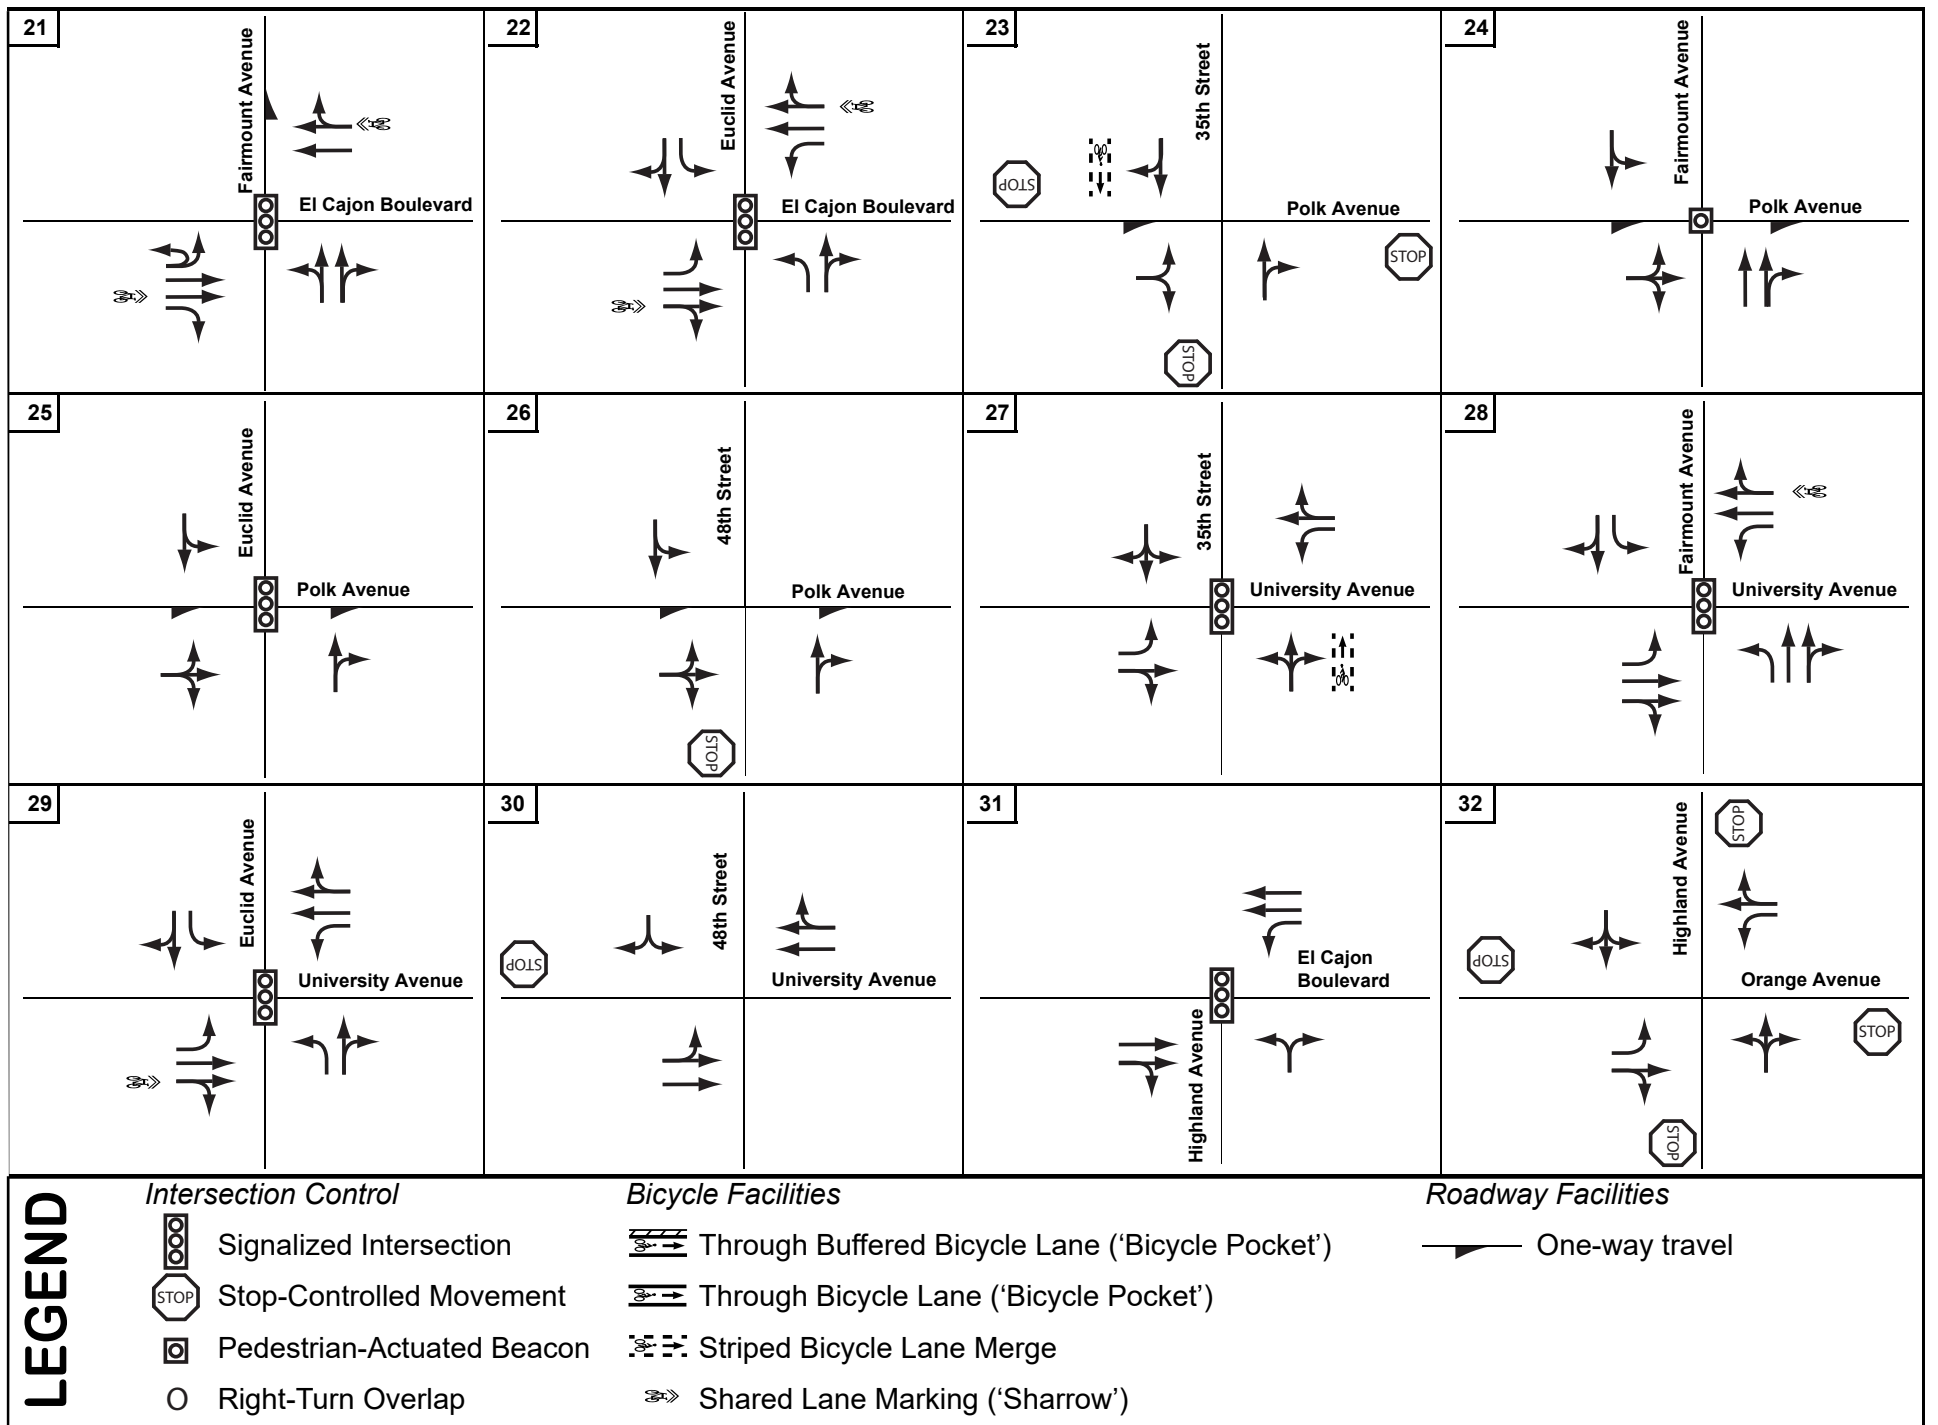 21
Fairmount Avenue
El Cajon Boulevard
22
Euclid Avenue
El Cajon Boulevard
23
35th Street
STOP
Polk Avenue
STOP
STOP
24
Fairmount Avenue
Polk Avenue
25
Euclid Avenue
Polk Avenue
26
48th Street
Polk Avenue
STOP
27
35th Street
University Avenue
28
Fairmount Avenue
University Avenue
29
Euclid Avenue
University Avenue
30
48th Street
STOP
University Avenue
31
El Cajon
Boulevard
Highland Avenue
32
Highland Avenue
STOP
STOP
Orange Avenue
STOP
STOP
LEGEND
Intersection Control
Signalized Intersection
STOP Stop-Controlled Movement
Pedestrian-Actuated Beacon
O Right-Turn Overlap
Bicycle Facilities
Through Buffered Bicycle Lane (‘Bicycle Pocket’)
Through Bicycle Lane (‘Bicycle Pocket’)
Striped Bicycle Lane Merge
Shared Lane Marking (‘Sharrow’)
Roadway Facilities
One-way travel